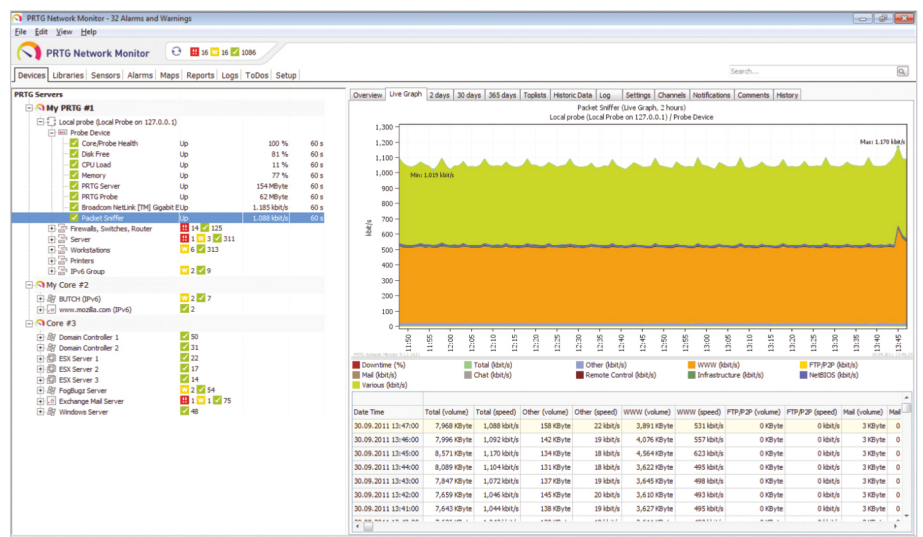 PRTG Network Monitor - 32 Alarms and Warnings
File Edit View Help
PRTG Network Monitor 16 W 16 1086
Devices Libraries Sensors Alarms Maps Reports Logs ToDos Setup
Search...
PRTG Servers
My PRTG #1
Local probe (Local Probe on 127.0.0.1)
Probe Device
Core/Probe Health Up 100 % 60 s
Disk Free Up 81 % 60 s
CPU Load Up 11 % 60 s
Memory Up 77 % 60 s
PRTG Server Up 154 MByte 60 s
PRTG Probe Up 62 MByte 60 s
Broadcom NetLink [TM] Gigabit E Up 1.185 kbit/s 60 s
Packet Sniffer Up 1.088 kbit/s 60 s
Firewalls, Switches, Router 14 125
Server 1 W 3 311
Workstations W 6 313
Printers
IPv6 Group W 2 9
My Core #2
BUTCH (IPv6) W 2 7
www.mozilla.com (IPv6) 2
Core #3
Domain Controller 1 50
Domain Controller 2 31
ESX Server 1 22
ESX Server 2 17
ESX Server 3 14
FogBugz Server W 2 54
Exchange Mail Server 1 W 1 75
Windows Server 48
Overview Live Graph 2 days 30 days 365 days Toplists Historic Data Log Settings Channels Notifications Comments History
Packet Sniffer (Live Graph, 2 hours)
Local probe (Local Probe on 127.0.0.1) / Probe Device
kbit/s
1,300
1,200
1,100
1,000
900
800
700
600
500
400
300
200
100
0
Max: 1.170 kbit/s
Min: 1.019 kbit/s
11:50 11:55 12:00 12:05 12:10 12:15 12:20 12:25 12:30 12:35 12:40 12:45 12:50 12:55 13:00 13:05 13:10 13:15 13:20 13:25 13:30 13:35 13:40 13:45
Downtime (%) Total (kbit/s) Other (kbit/s) WWW (kbit/s) FTP/P2P (kbit/s)
Mail (kbit/s) Chat (kbit/s) Remote Control (kbit/s) Infrastructure (kbit/s) NetBIOS (kbit/s)
Various (kbit/s)
Date Time Total (volume) Total (speed) Other (volume) Other (speed) WWW (volume) WWW (speed) FTP/P2P (volume) FTP/P2P (speed) Mail (volume) Mail
30.09.2011 13:47:00 7,968 KByte 1,088 kbit/s 158 KByte 22 kbit/s 3,891 KByte 531 kbit/s 0 KByte 0 kbit/s 3 KByte 0
30.09.2011 13:46:00 7,996 KByte 1,092 kbit/s 142 KByte 19 kbit/s 4,076 KByte 557 kbit/s 0 KByte 0 kbit/s 3 KByte 0
30.09.2011 13:45:00 8,571 KByte 1,170 kbit/s 134 KByte 18 kbit/s 4,564 KByte 623 kbit/s 0 KByte 0 kbit/s 3 KByte 0
30.09.2011 13:44:00 8,089 KByte 1,104 kbit/s 131 KByte 18 kbit/s 3,622 KByte 495 kbit/s 0 KByte 0 kbit/s 3 KByte 0
30.09.2011 13:43:00 7,847 KByte 1,072 kbit/s 137 KByte 19 kbit/s 3,645 KByte 498 kbit/s 0 KByte 0 kbit/s 3 KByte 0
30.09.2011 13:42:00 7,659 KByte 1,046 kbit/s 145 KByte 20 kbit/s 3,610 KByte 493 kbit/s 0 KByte 0 kbit/s 3 KByte 0
30.09.2011 13:41:00 7,643 KByte 1,044 kbit/s 138 KByte 19 kbit/s 3,627 KByte 495 kbit/s 0 KByte 0 kbit/s 3 KByte 0